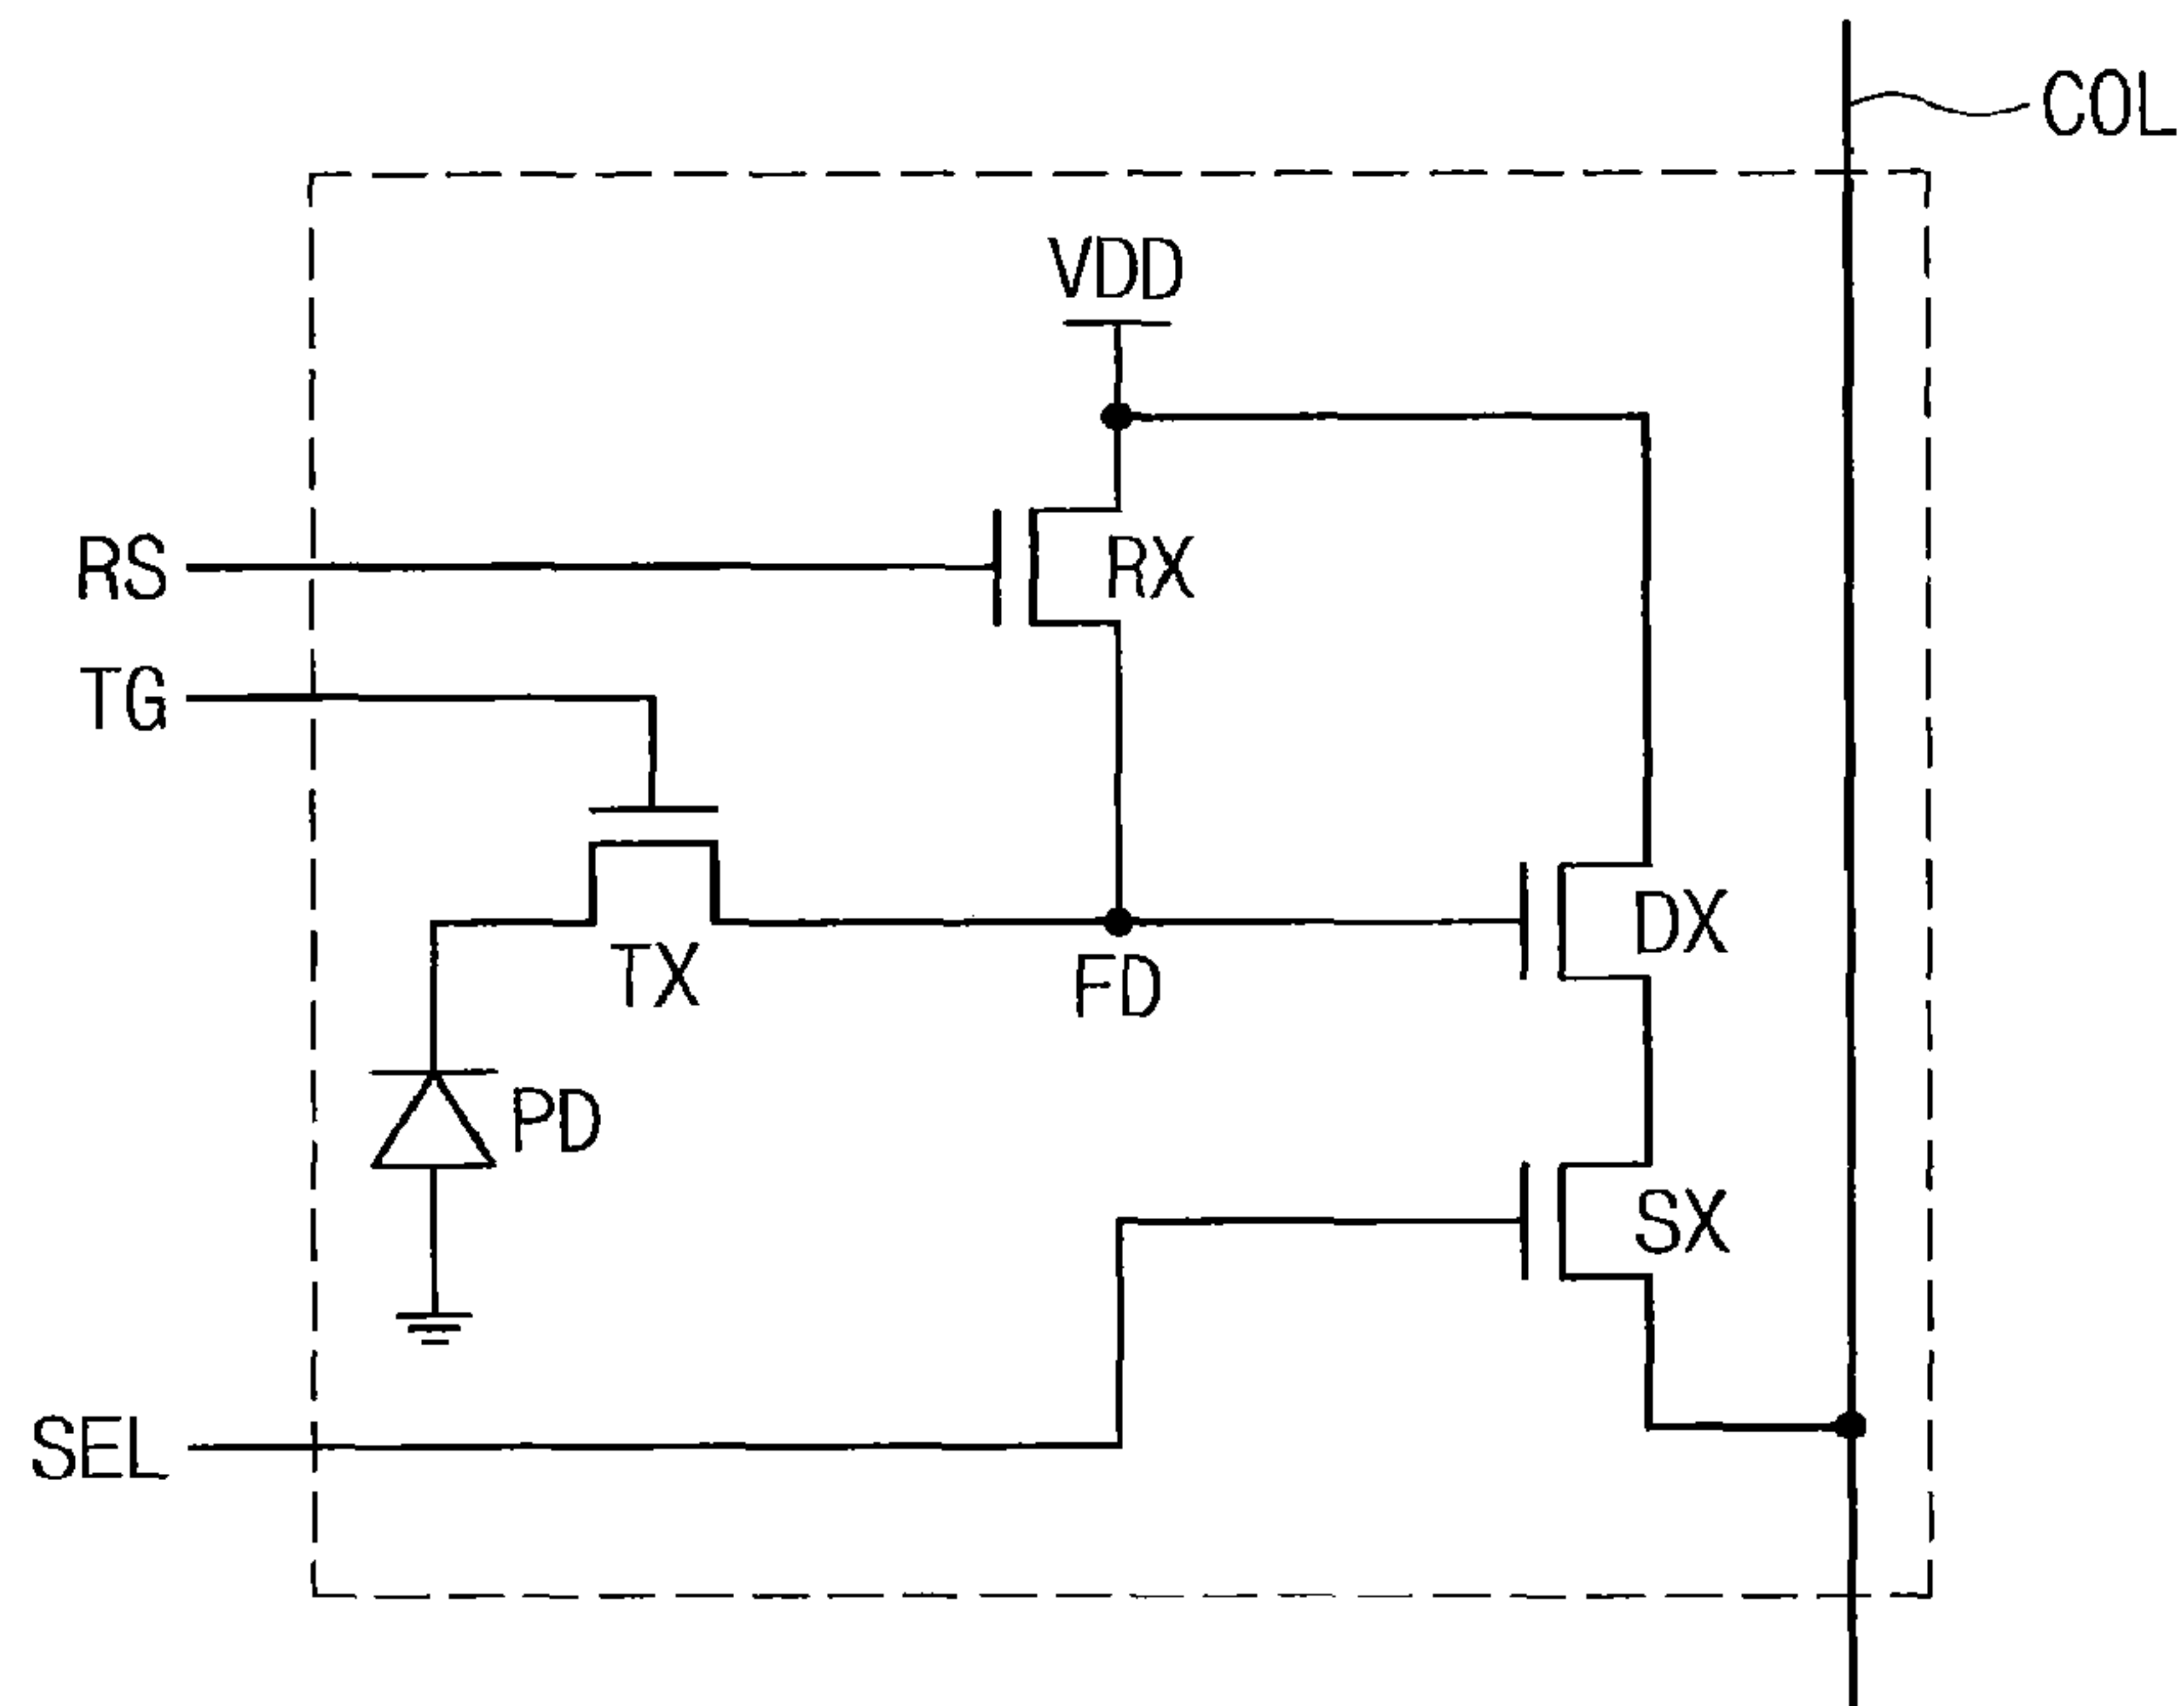 COL
VDD
RS
RX
TG
DX
TX
FD
PD
SX
SEL